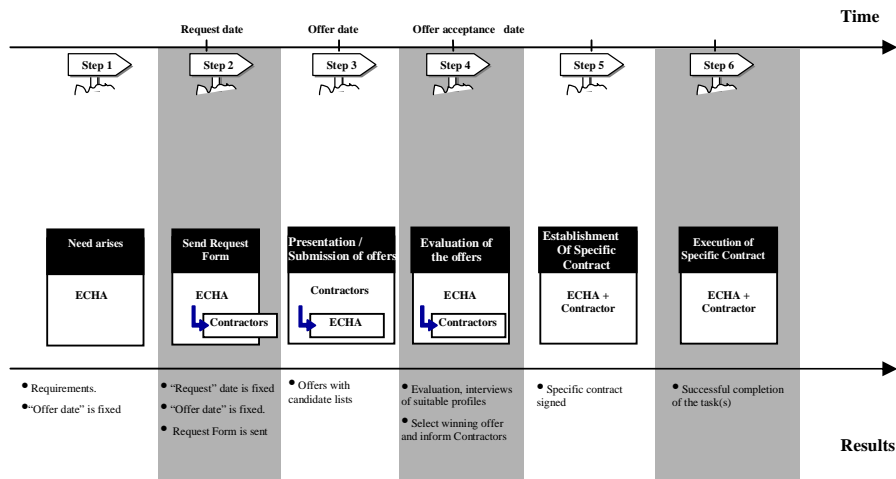 Time
Request date
Offer date
Offer acceptance date
Step 1
Step 2
Step 3
Step 4
Step 5
Step 6
Need arises
ECHA
Send Request
Form
ECHA
Contractors
Presentation /
Submission of offers
Contractors
ECHA
Evaluation of
the offers
ECHA
Contractors
Establishment
Of Specific
Contract
ECHA +
Contractor
Execution of
Specific Contract
ECHA +
Contractor
• Requirements.
• “Offer date” is fixed
• “Request” date is fixed
• “Offer date” is fixed.
• Request Form is sent
• Offers with
candidate lists
• Evaluation, interviews
of suitable profiles
• Select winning offer
and inform Contractors
• Specific contract
signed
• Successful completion
of the task(s)
Results